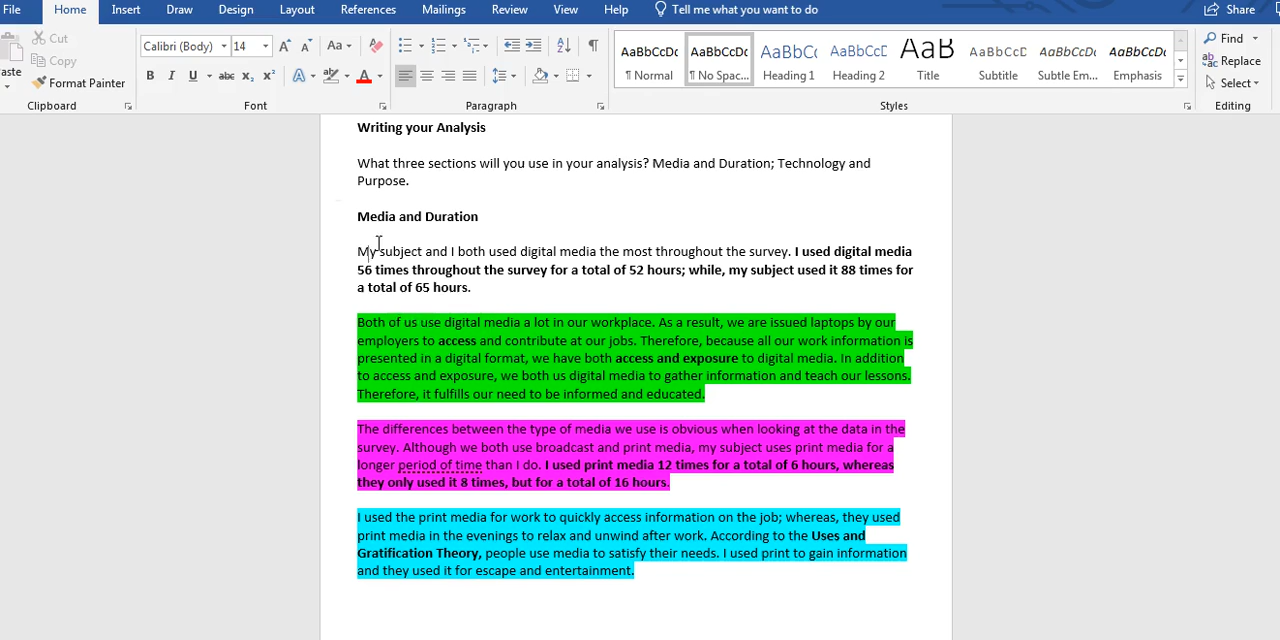 File Home Insert Draw Design Layout References Mailings Review View Help Tell me what you want to do Share
Cut
Copy
Format Painter
Clipboard
Calibri (Body) 14
Font
Paragraph
AaBbCcDc AaBbCcDc AaBbCc AaBbCcD AaB AaBbCcD AaBbCcDc AaBbCcDc
¶ Normal ¶ No Spac... Heading 1 Heading 2 Title Subtitle Subtle Em... Emphasis
Styles
Find
Replace
Select
Editing
Writing your Analysis
What three sections will you use in your analysis? Media and Duration; Technology and
Purpose.
Media and Duration
My subject and I both used digital media the most throughout the survey. I used digital media
56 times throughout the survey for a total of 52 hours; while, my subject used it 88 times for
a total of 65 hours.
Both of us use digital media a lot in our workplace. As a result, we are issued laptops by our
employers to access and contribute at our jobs. Therefore, because all our work information is
presented in a digital format, we have both access and exposure to digital media. In addition
to access and exposure, we both us digital media to gather information and teach our lessons.
Therefore, it fulfills our need to be informed and educated.
The differences between the type of media we use is obvious when looking at the data in the
survey. Although we both use broadcast and print media, my subject uses print media for a
longer period of time than I do. I used print media 12 times for a total of 6 hours, whereas
they only used it 8 times, but for a total of 16 hours.
I used the print media for work to quickly access information on the job; whereas, they used
print media in the evenings to relax and unwind after work. According to the Uses and
Gratification Theory, people use media to satisfy their needs. I used print to gain information
and they used it for escape and entertainment.